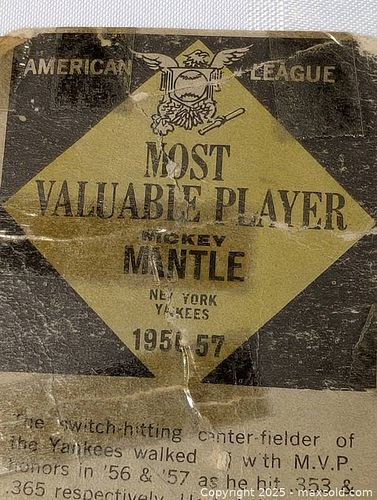 AMERICAN LEAGUE
MOST
VALUABLE PLAYER
MICKEY
MANTLE
NEW YORK
YANKEES
1956-57
The switch-hitting center-fielder of
the Yankees walked with M.V.P.
honors in '56 & '57 as he hit .353 &
.365 respectively.
Copyright 2025 - maxsold.com